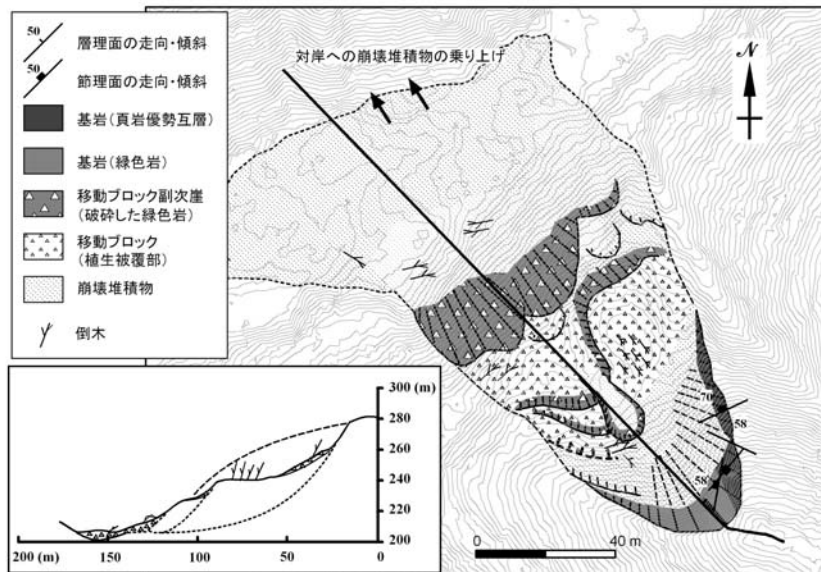 50
層理面の走向・傾斜
50
節理面の走向・傾斜
基岩(頁岩優勢互層)
基岩(緑色岩)
移動ブロック副次崖
(破砕した緑色岩)
移動ブロック
(植生被覆部)
崩壊堆積物
倒木
対岸への崩壊堆積物の乗り上げ
N
70
58
58
0
40 m
300 (m)
280
260
240
220
200
200 (m)
150
100
50
0